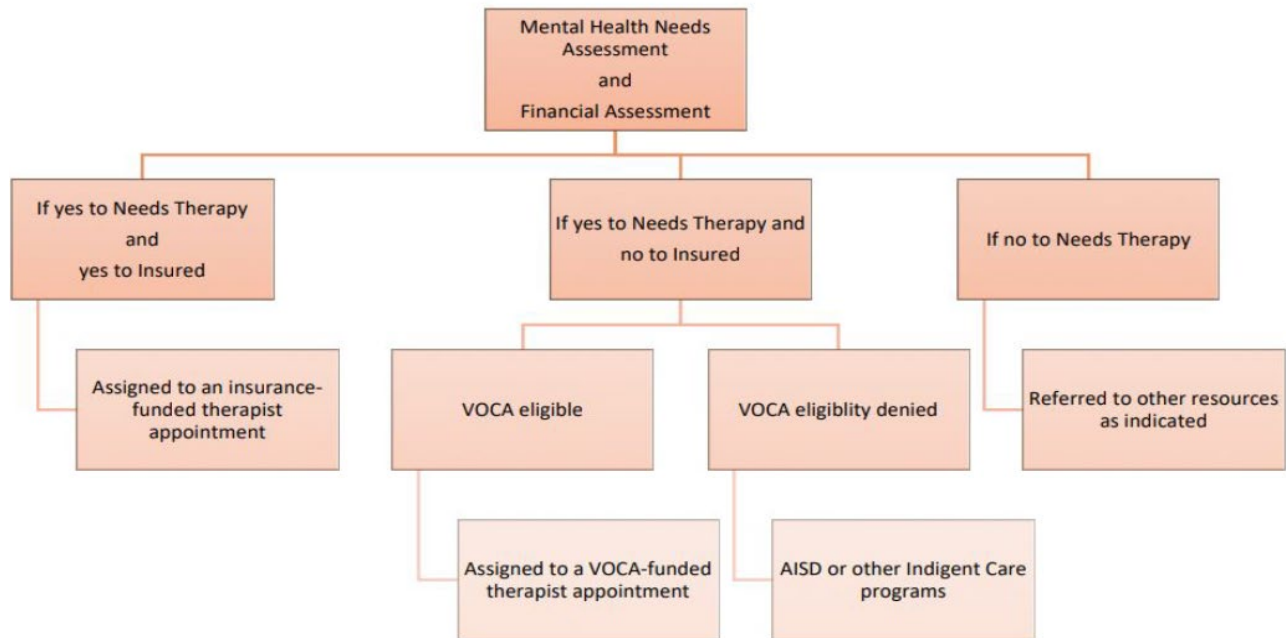 Mental Health Needs
Assessment
and
Financial Assessment
If yes to Needs Therapy
and
yes to Insured
If yes to Needs Therapy and
no to Insured
If no to Needs Therapy
Assigned to an insurance-
funded therapist
appointment
VOCA eligible
VOCA eligiblity denied
Referred to other resources
as indicated
Assigned to a VOCA-funded
therapist appointment
AISD or other Indigent Care
programs